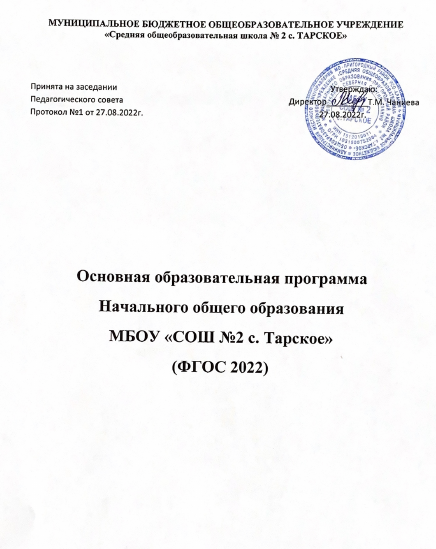 МУНИЦИПАЛЬНОЕ БЮДЖЕТНОЕ ОБЩЕОБРАЗОВАТЕЛЬНОЕ УЧРЕЖДЕНИЕ
«Средняя общеобразовательная школа № 2 с. ТАРСКОЕ»
Принята на заседании
Педагогического совета
Протокол №1 от 27.08.2022г.
Утверждаю:
Директор Т.М. Чаниева
27.08.2022г.
Основная образовательная программа
Начального общего образования
МБОУ «СОШ №2 с. Тарское»
(ФГОС 2022)